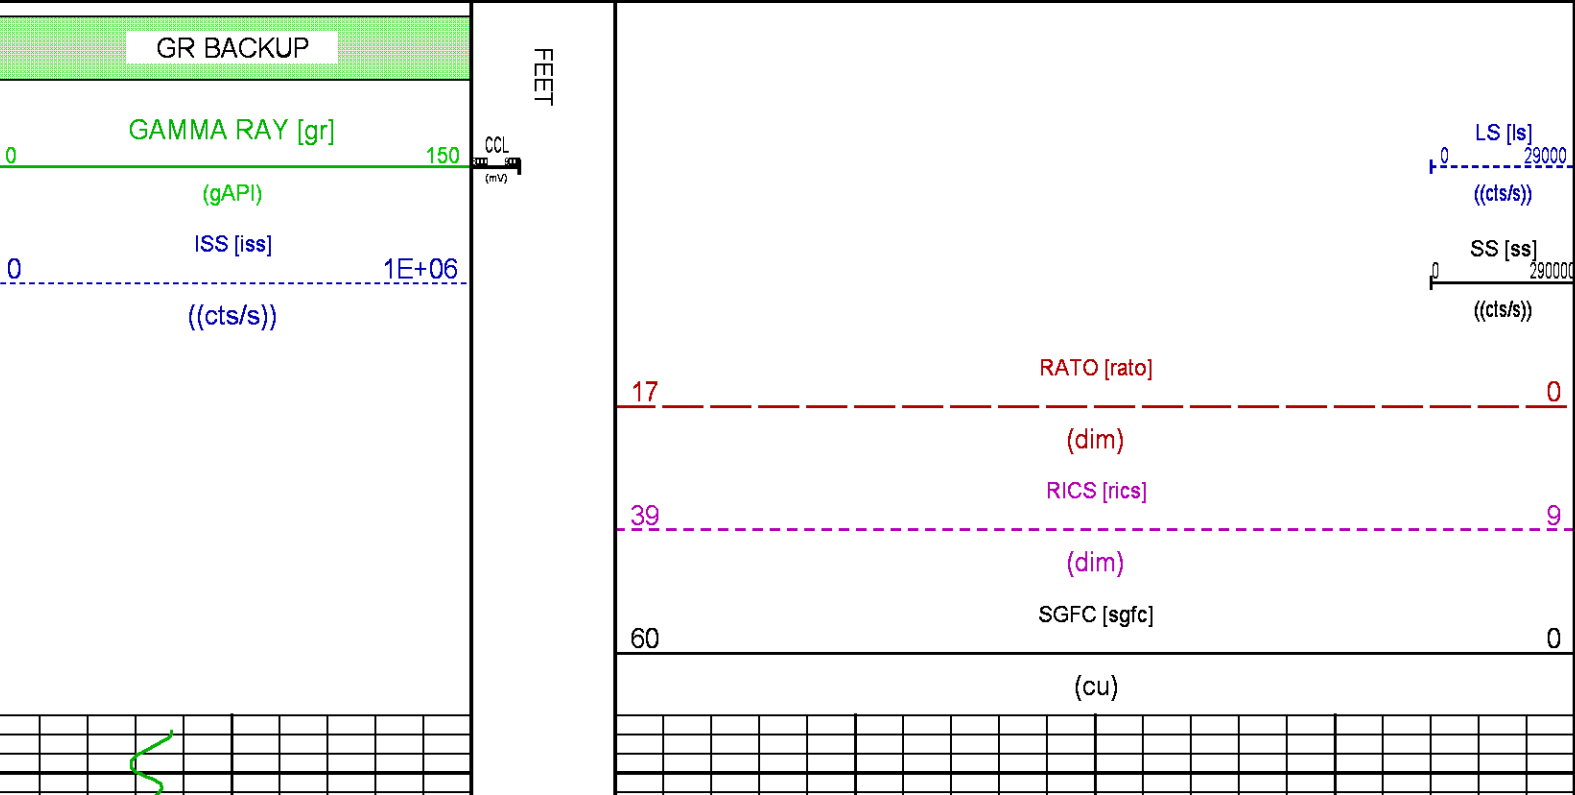 GR BACKUP
GAMMA RAY [gr]
0 150
(gAPI)
ISS [iss]
0 1E+06
((cts/s))
FEET
CCL
(mV)
LS [ls]
0 29000
((cts/s))
SS [ss]
0 290000
((cts/s))
RATO [rato]
17 0
(dim)
RICS [rics]
39 9
(dim)
SGFC [sgfc]
60 0
(cu)